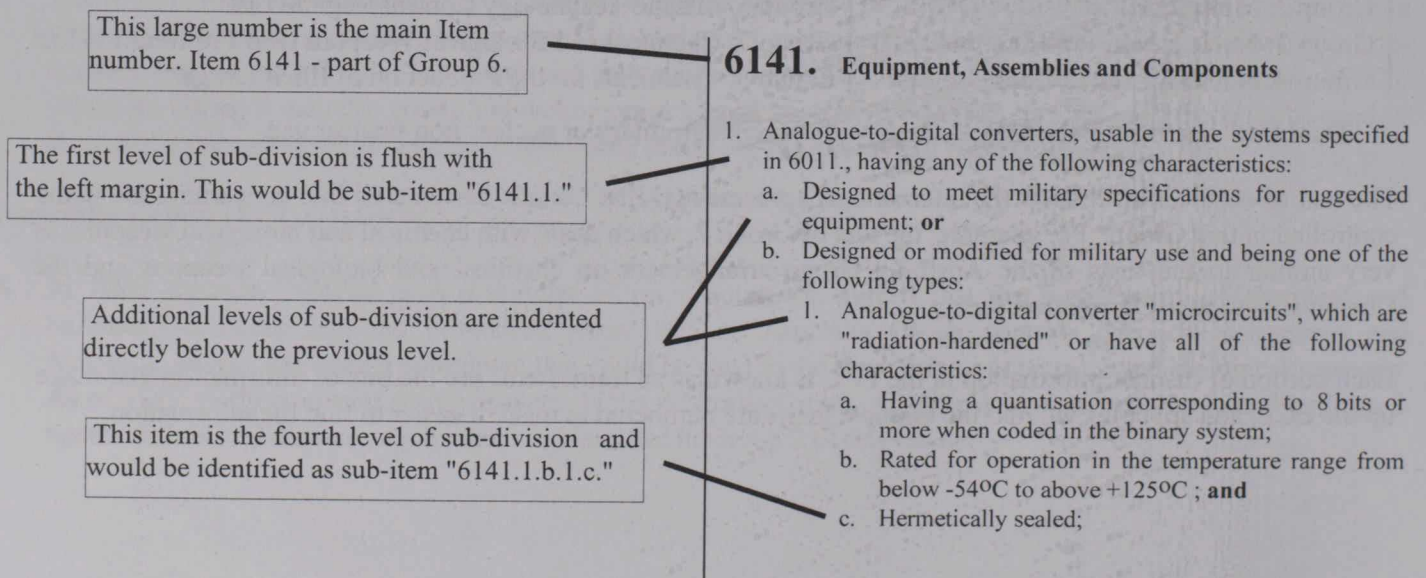 This large number is the main Item
number. Item 6141 - part of Group 6.
The first level of sub-division is flush with
the left margin. This would be sub-item "6141.1."
Additional levels of sub-division are indented
directly below the previous level.
This item is the fourth level of sub-division and
would be identified as sub-item "6141.1.b.1.c."
6141. Equipment, Assemblies and Components
1. Analogue-to-digital converters, usable in the systems specified
in 6011., having any of the following characteristics:
a. Designed to meet military specifications for ruggedised
equipment; or
b. Designed or modified for military use and being one of the
following types:
1. Analogue-to-digital converter "microcircuits", which are
"radiation-hardened" or have all of the following
characteristics:
a. Having a quantisation corresponding to 8 bits or
more when coded in the binary system;
b. Rated for operation in the temperature range from
below -54ºC to above +125ºC ; and
c. Hermetically sealed;